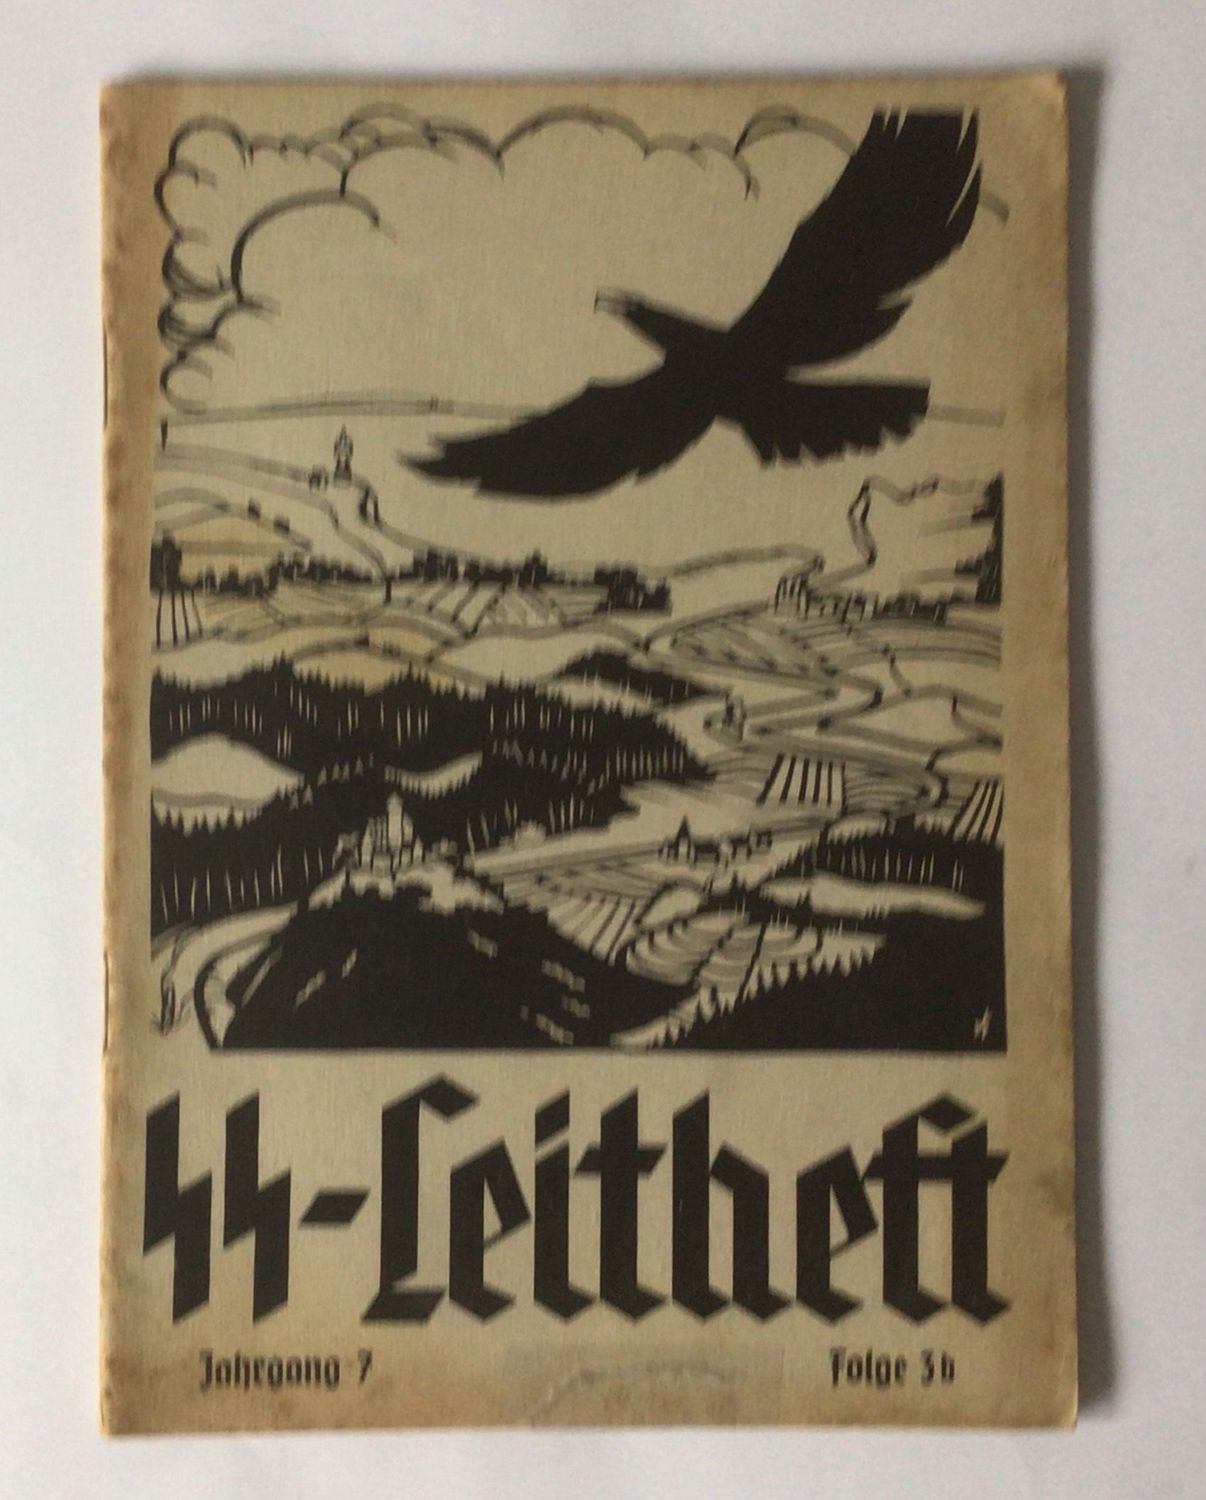 SS-Leitheft
Jahrgang 7 Folge 3b